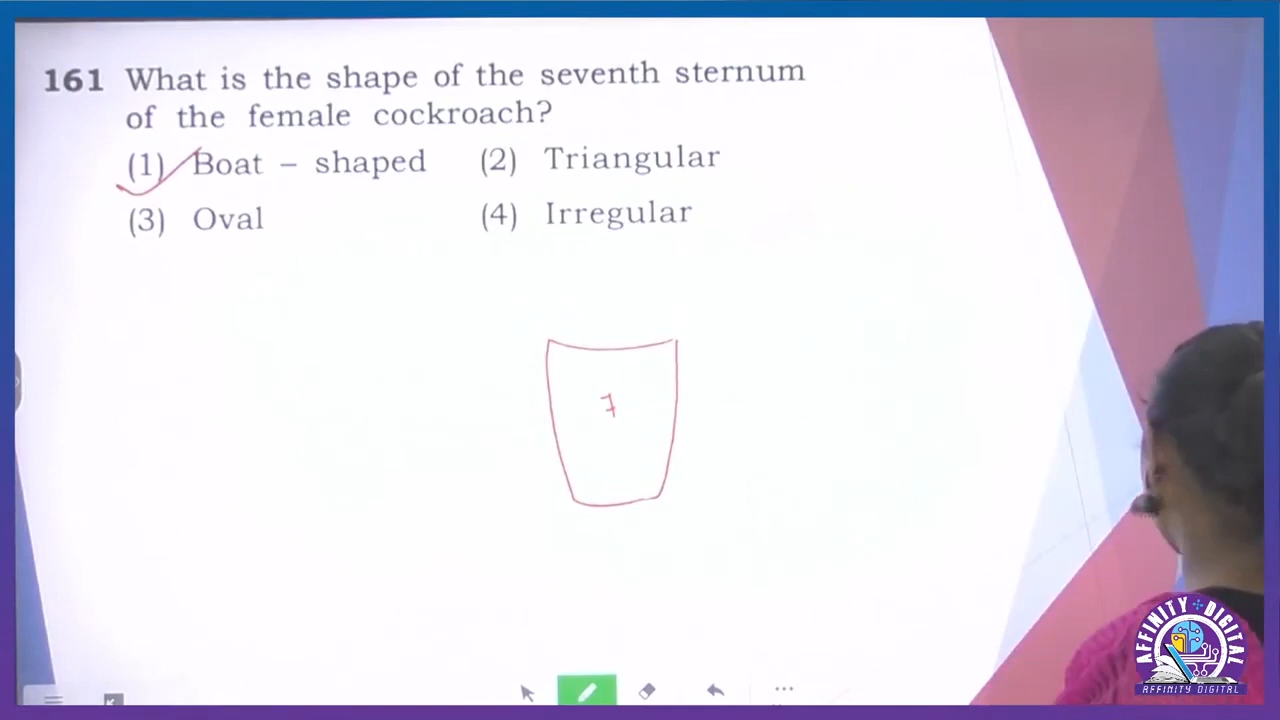 161 What is the shape of the seventh sternum
of the female cockroach?
(1) Boat – shaped (2) Triangular
(3) Oval (4) Irregular
7
AFFINITY DIGITAL
AFFINITY DIGITAL